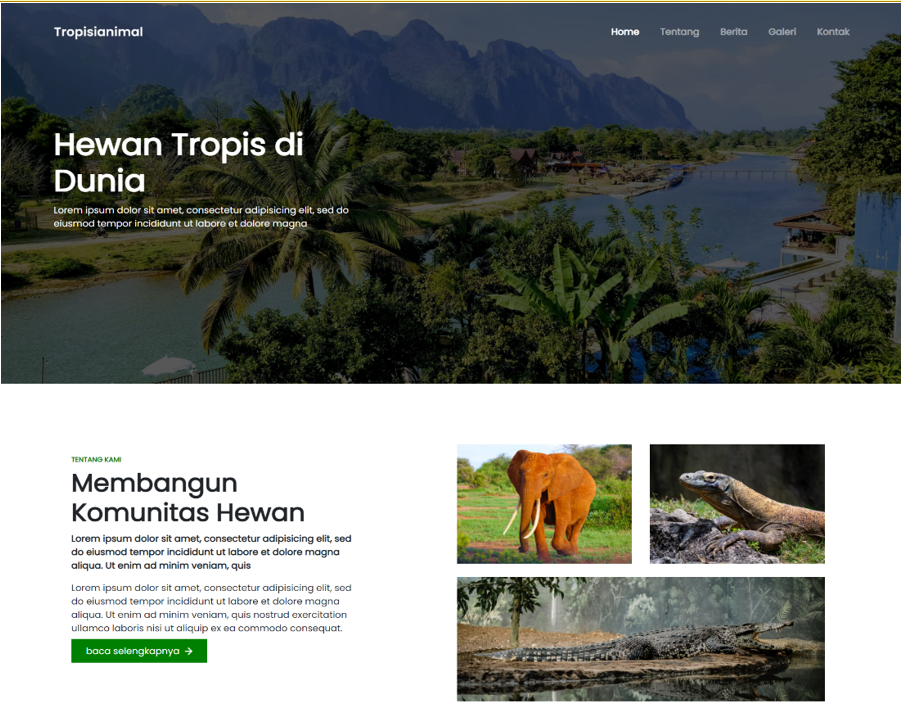 Tropisianimal
Home Tentang Berita Galeri Kontak
Hewan Tropis di
Dunia
Lorem ipsum dolor sit amet, consectetur adipisicing elit, sed do
eiusmod tempor incididunt ut labore et dolore magna
TENTANG KAMI
Membangun
Komunitas Hewan
Lorem ipsum dolor sit amet, consectetur adipisicing elit, sed
do eiusmod tempor incididunt ut labore et dolore magna
aliqua. Ut enim ad minim veniam, quis
Lorem ipsum dolor sit amet, consectetur adipisicing elit, sed
do eiusmod tempor incididunt ut labore et dolore magna
aliqua. Ut enim ad minim veniam, quis nostrud exercitation
ullamco laboris nisi ut aliquip ex ea commodo consequat.
baca selengkapnya →